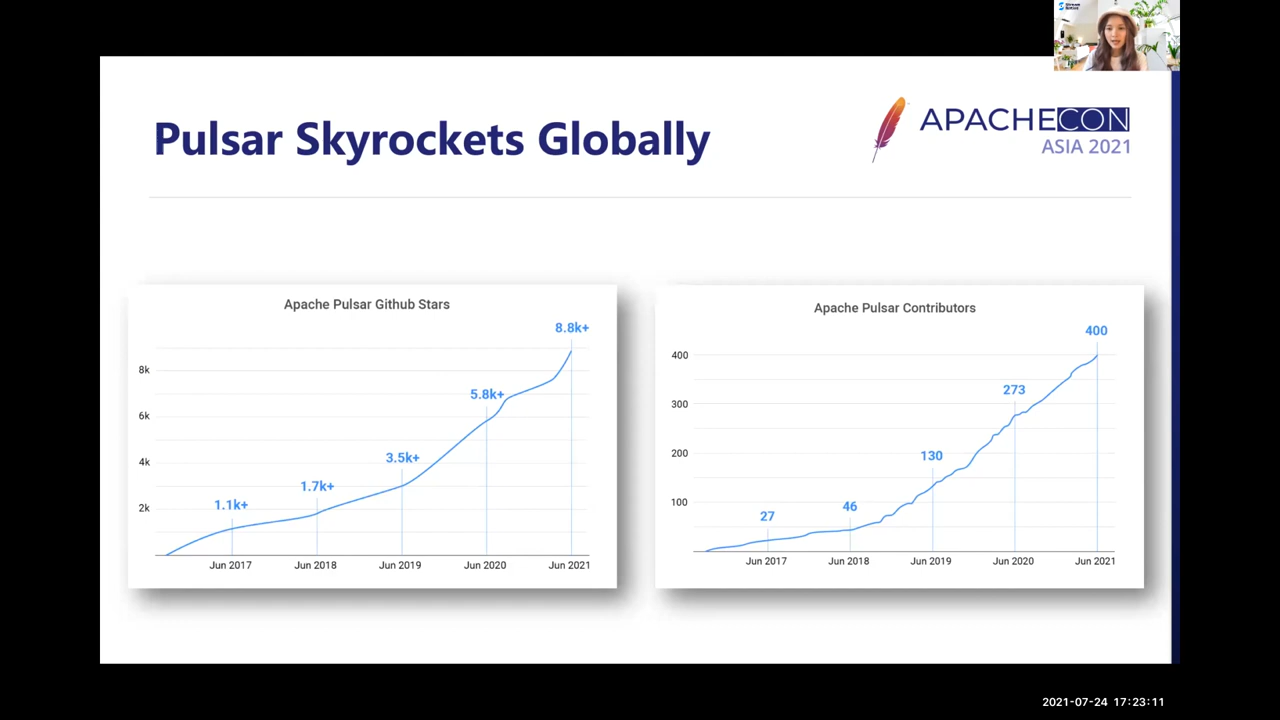 Stream
Native
Pulsar Skyrockets Globally
APACHECON
ASIA 2021
Apache Pulsar Github Stars
8.8k+
8k
5.8k+
6k
3.5k+
4k
1.7k+
1.1k+
2k
Jun 2017 Jun 2018 Jun 2019 Jun 2020 Jun 2021
Apache Pulsar Contributors
400
400
273
300
130
200
46
27
100
Jun 2017 Jun 2018 Jun 2019 Jun 2020 Jun 2021
2021-07-24 17:23:11